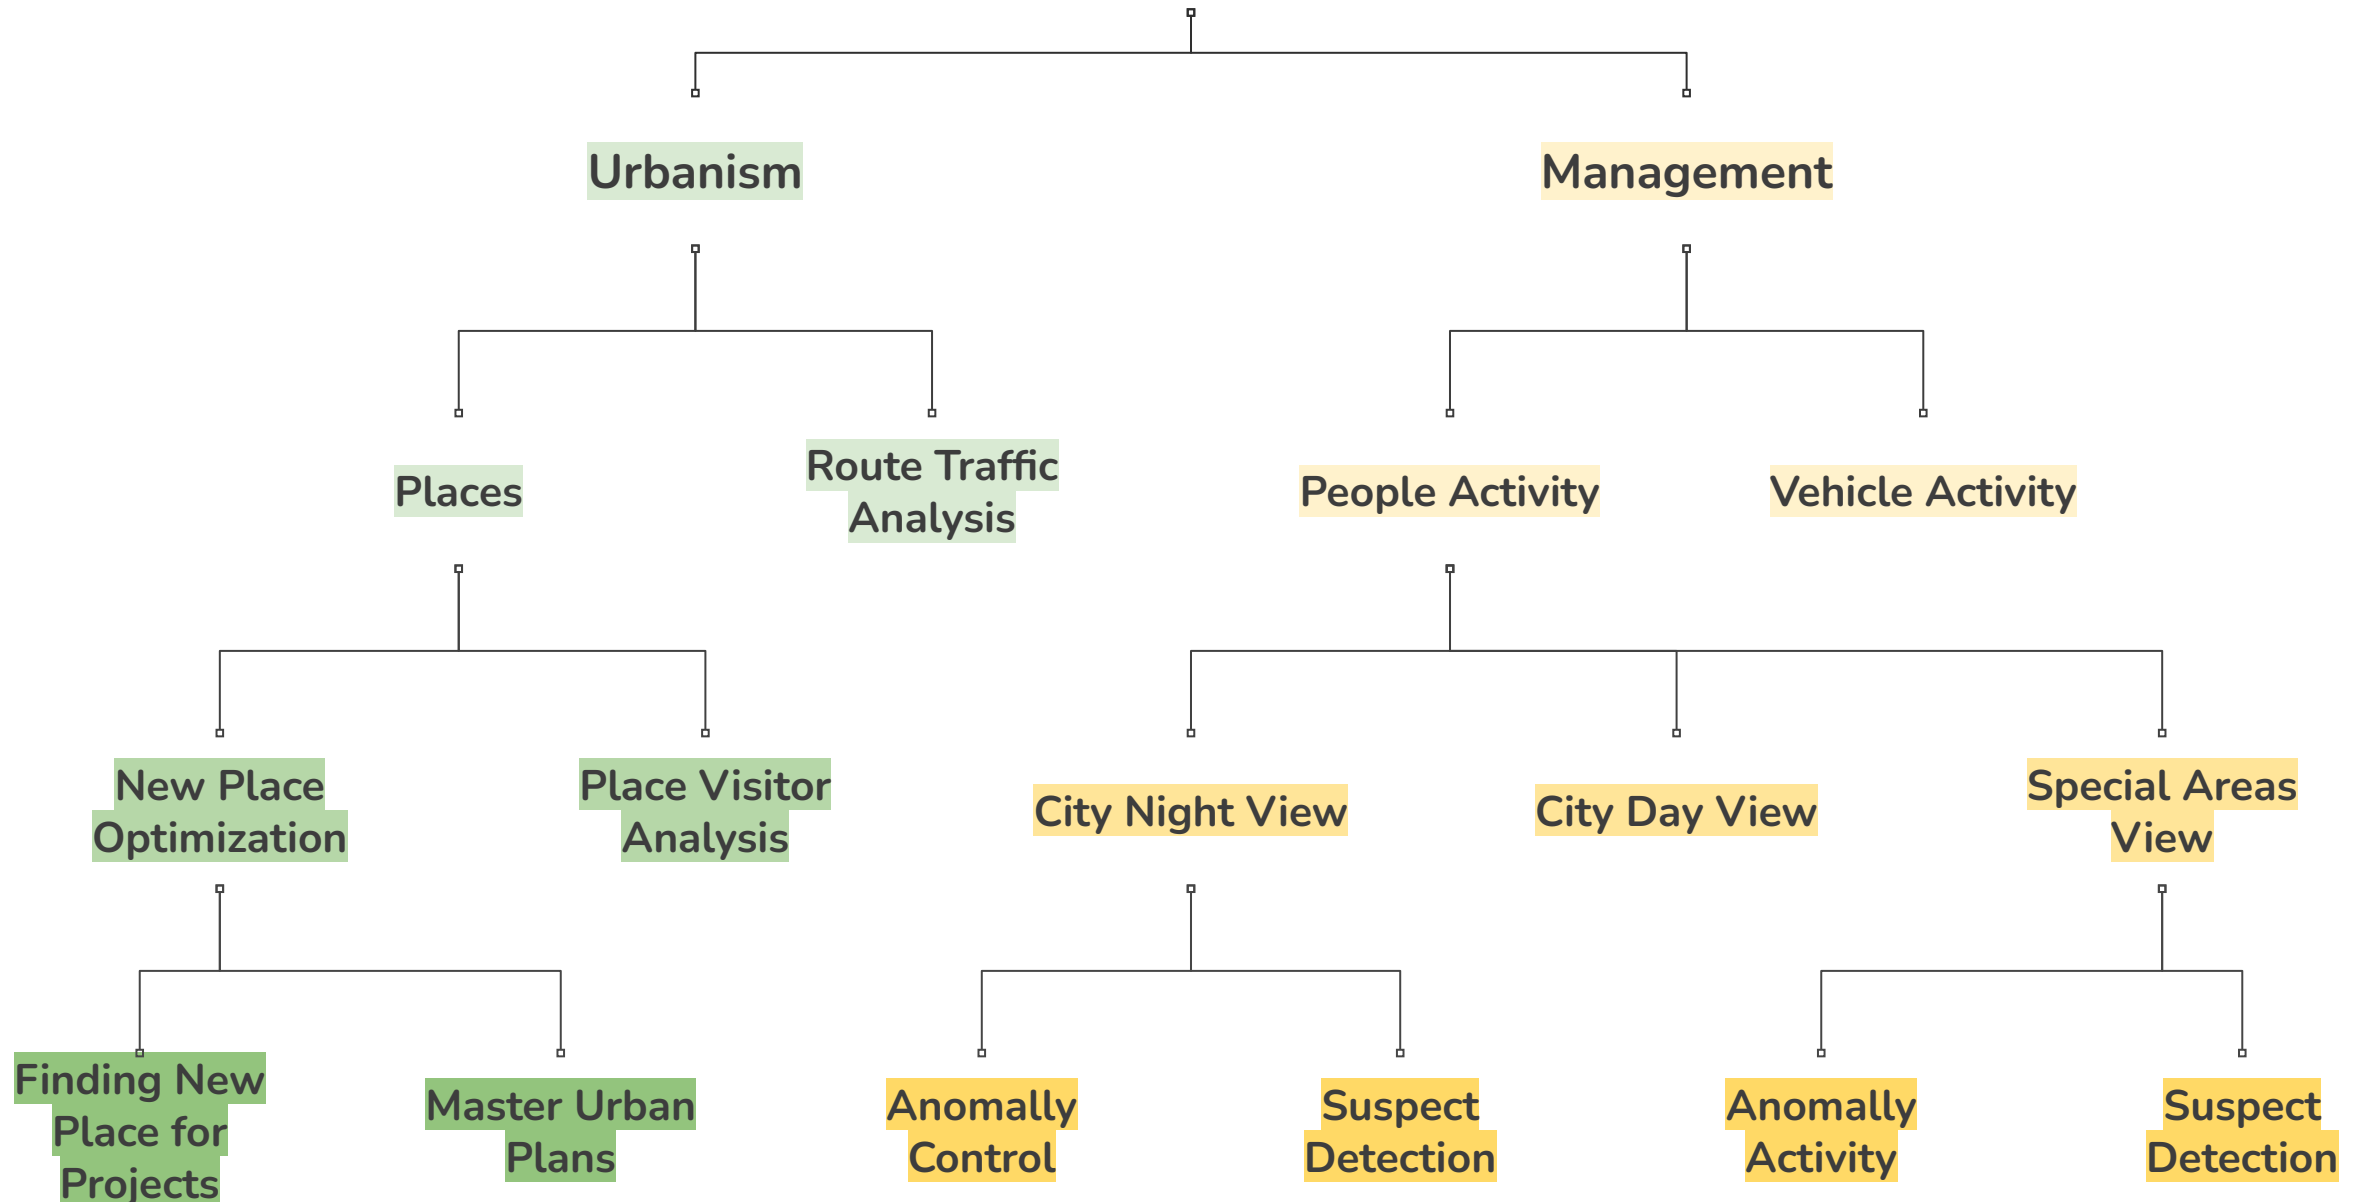 Urbanism
Management
Places
Route Traffic
Analysis
People Activity
Vehicle Activity
New Place
Optimization
Place Visitor
Analysis
City Night View
City Day View
Special Areas
View
Finding New
Place for
Projects
Master Urban
Plans
Anomally
Control
Suspect
Detection
Anomally
Activity
Suspect
Detection